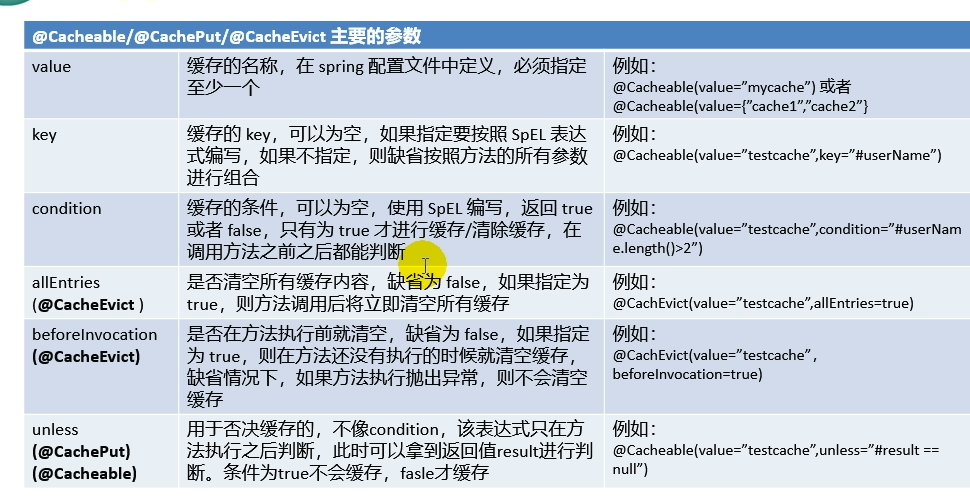 @Cacheable/@CachePut/@CacheEvict 主要的参数
value
缓存的名称，在 spring 配置文件中定义，必须指定
至少一个
例如：
@Cacheable(value=”mycache”) 或者
@Cacheable(value={”cache1”,”cache2”}
key
缓存的 key，可以为空，如果指定要按照 SpEL 表达
式编写，如果不指定，则缺省按照方法的所有参数
进行组合
例如：
@Cacheable(value=”testcache”,key=”#userName”)
condition
缓存的条件，可以为空，使用 SpEL 编写，返回 true
或者 false，只有为 true 才进行缓存/清除缓存，在
调用方法之前之后都能判断
例如：
@Cacheable(value=”testcache”,condition=”#userNam
e.length()>2”)
allEntries
(@CacheEvict )
是否清空所有缓存内容，缺省为 false，如果指定为
true，则方法调用后将立即清空所有缓存
例如：
@CachEvict(value=”testcache”,allEntries=true)
beforeInvocation
(@CacheEvict)
是否在方法执行前就清空，缺省为 false，如果指定
为 true，则在方法还没有执行的时候就清空缓存，
缺省情况下，如果方法执行抛出异常，则不会清空
缓存
例如：
@CachEvict(value=”testcache”,
beforeInvocation=true)
unless
(@CachePut)
(@Cacheable)
用于否决缓存的，不像condition，该表达式只在方
法执行之后判断，此时可以拿到返回值result进行判
断。条件为true不会缓存，fasle才缓存
例如：
@Cacheable(value=”testcache”,unless=”#result ==
null”)